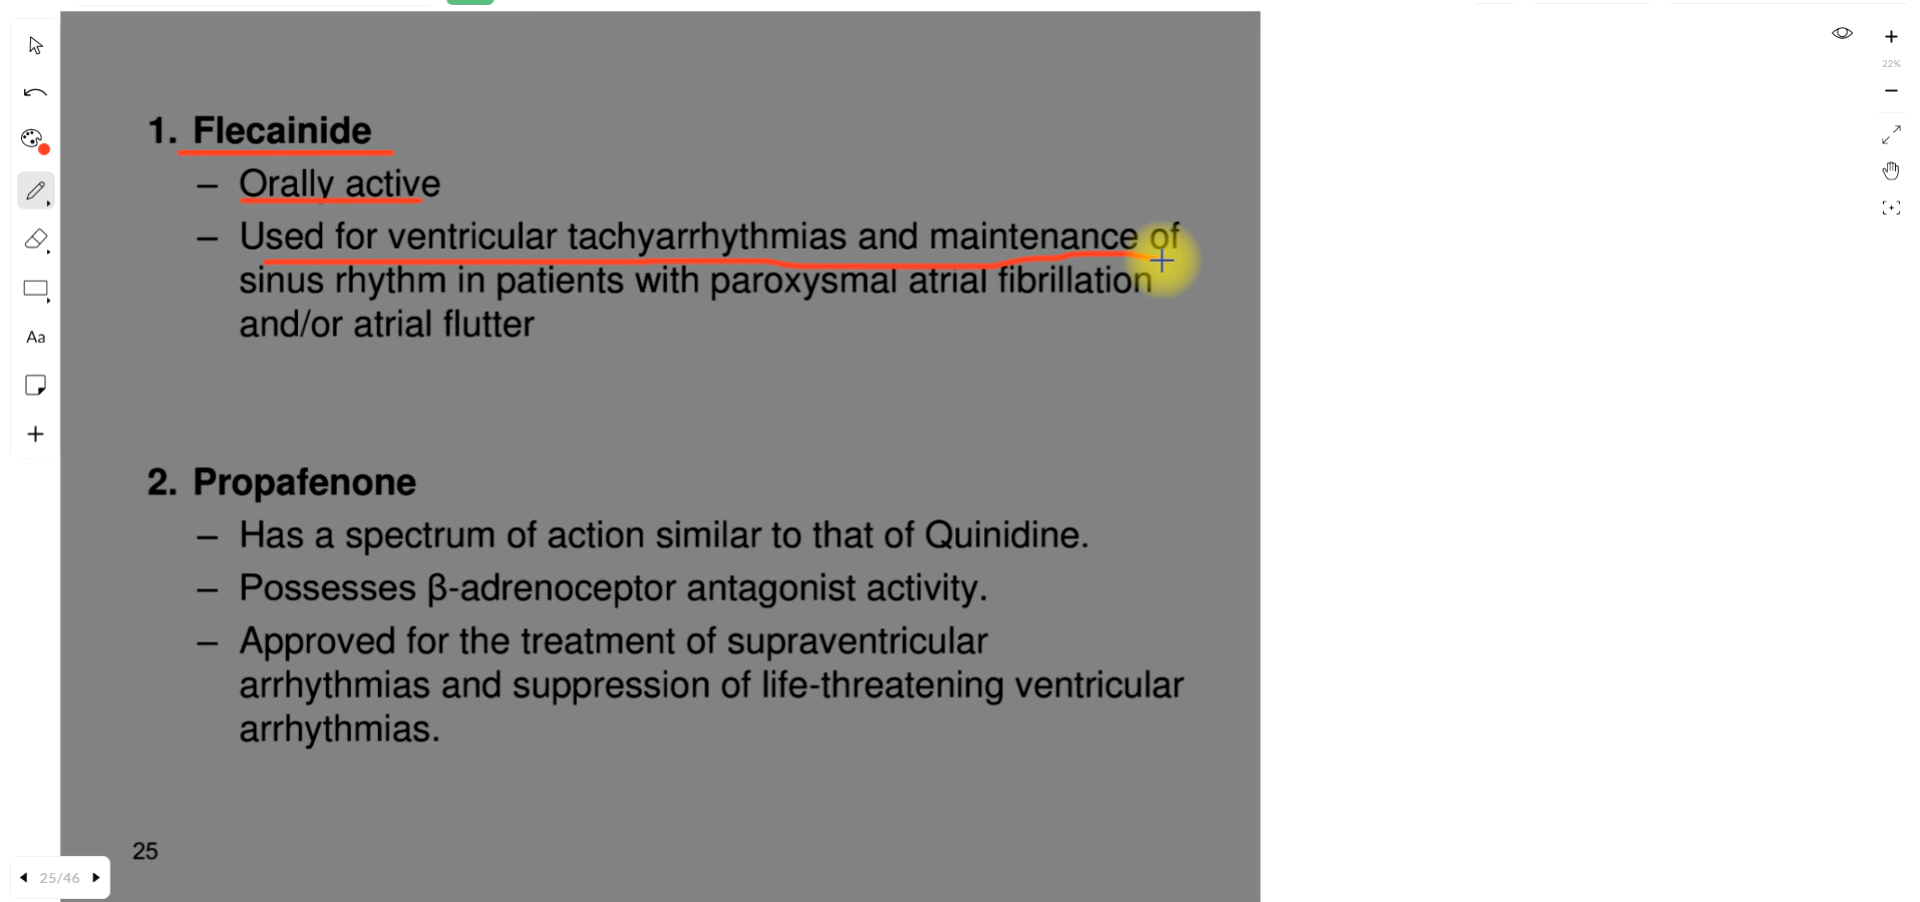 22%
1. Flecainide
– Orally active
– Used for ventricular tachyarrhythmias and maintenance of
sinus rhythm in patients with paroxysmal atrial fibrillation
and/or atrial flutter
Aa
2. Propafenone
– Has a spectrum of action similar to that of Quinidine.
– Possesses β-adrenoceptor antagonist activity.
– Approved for the treatment of supraventricular
arrhythmias and suppression of life-threatening ventricular
arrhythmias.
25
25/46